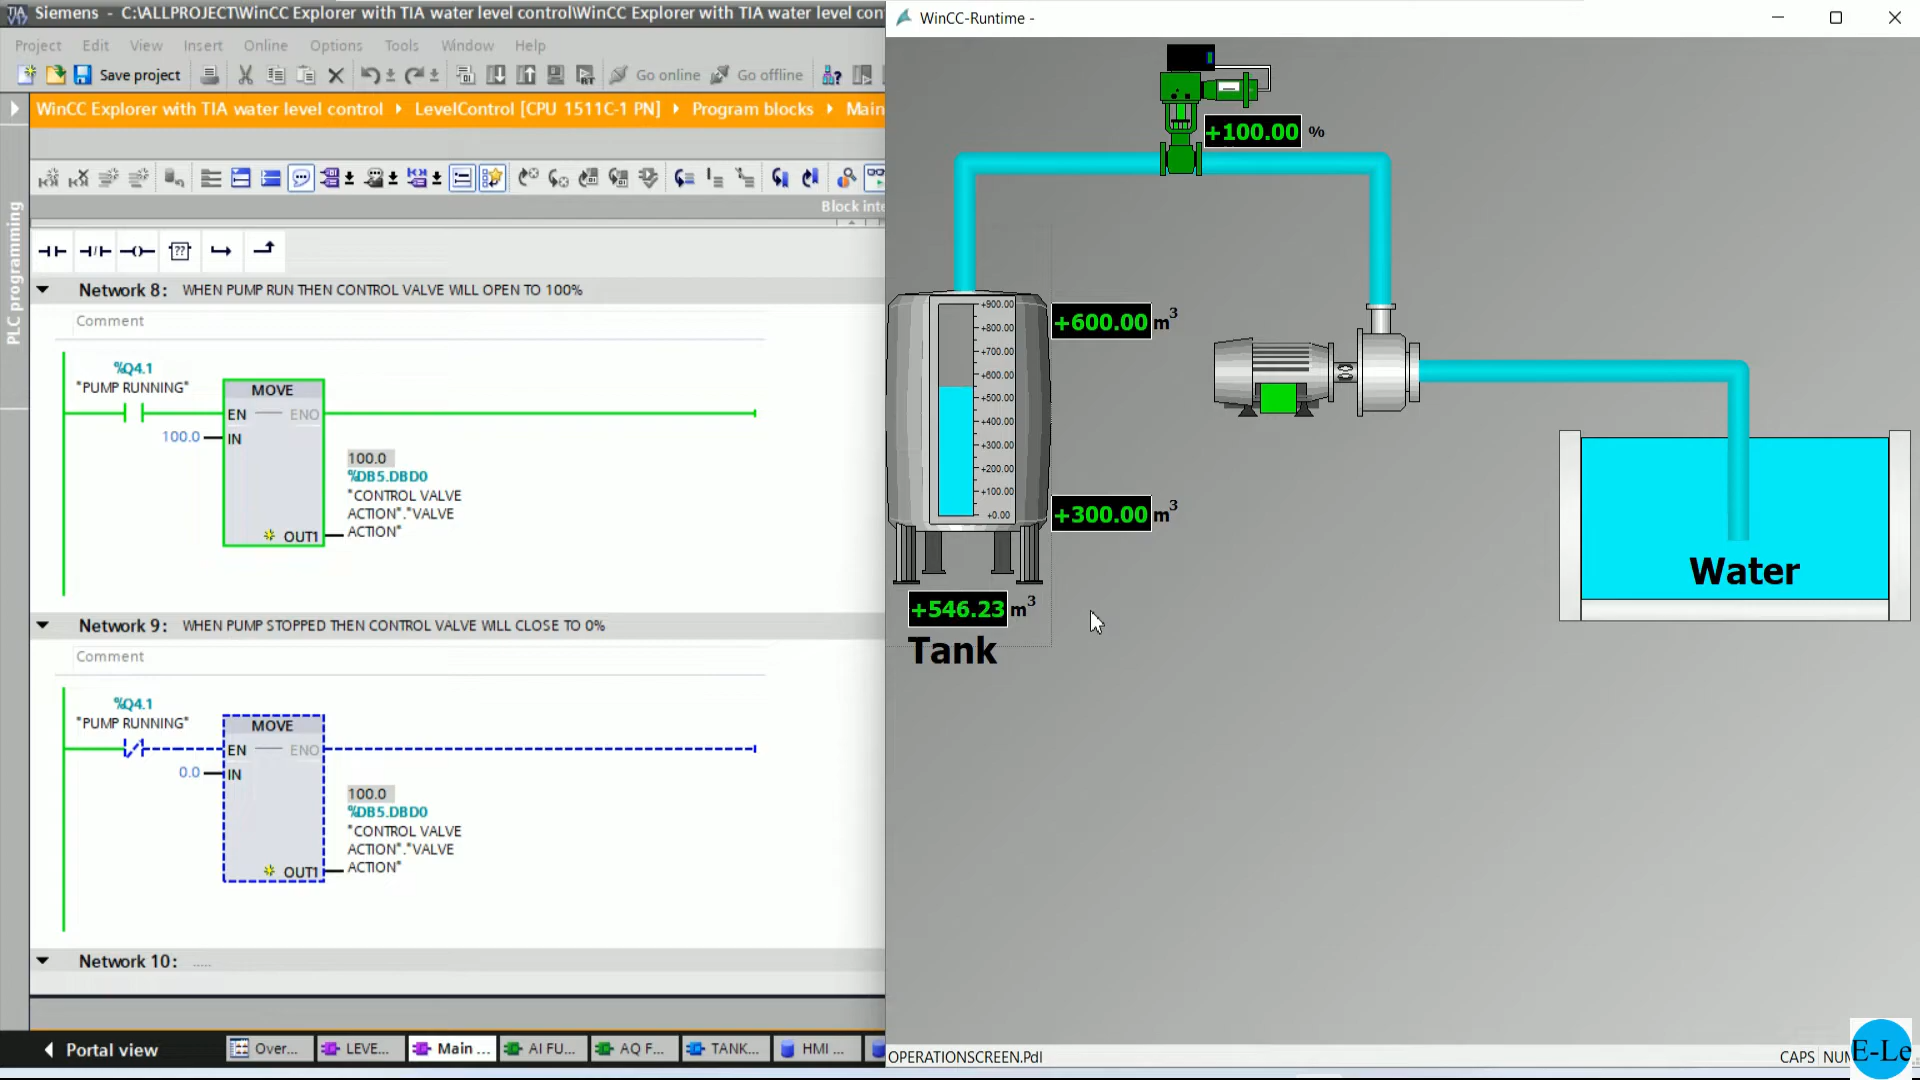 Siemens - C:\ALLPROJECT\WinCC Explorer with TIA water level control\WinCC Explorer with TIA water level con
Project Edit View Insert Online Options Tools Window Help
Save project Go online Go offline
WinCC Explorer with TIA water level control LevelControl [CPU 1511C-1 PN] Program blocks Main
PLC programming
Block inte
Network 8: WHEN PUMP RUN THEN CONTROL VALVE WILL OPEN TO 100%
Comment
%Q4.1
"PUMP RUNNING"
MOVE
EN ENO
100.0 IN
100.0
%DB5.DBD0
"CONTROL VALVE
ACTION"."VALVE
OUT1 ACTION"
Network 9: WHEN PUMP STOPPED THEN CONTROL VALVE WILL CLOSE TO 0%
Comment
%Q4.1
"PUMP RUNNING"
MOVE
EN ENO
0.0 IN
100.0
%DB5.DBD0
"CONTROL VALVE
ACTION"."VALVE
OUT1 ACTION"
Network 10: .....
Portal view Over... LEVE... Main ... AI FU... AQ F... TANK... HMI ...
WinCC-Runtime -
+100.00 %
+900.00
+800.00
+700.00
+600.00
+500.00
+400.00
+300.00
+200.00
+100.00
+0.00
+600.00 m³
+300.00 m³
+546.23 m³
Tank
Water
OPERATIONSCREEN.Pdl CAPS NUM
E-Le